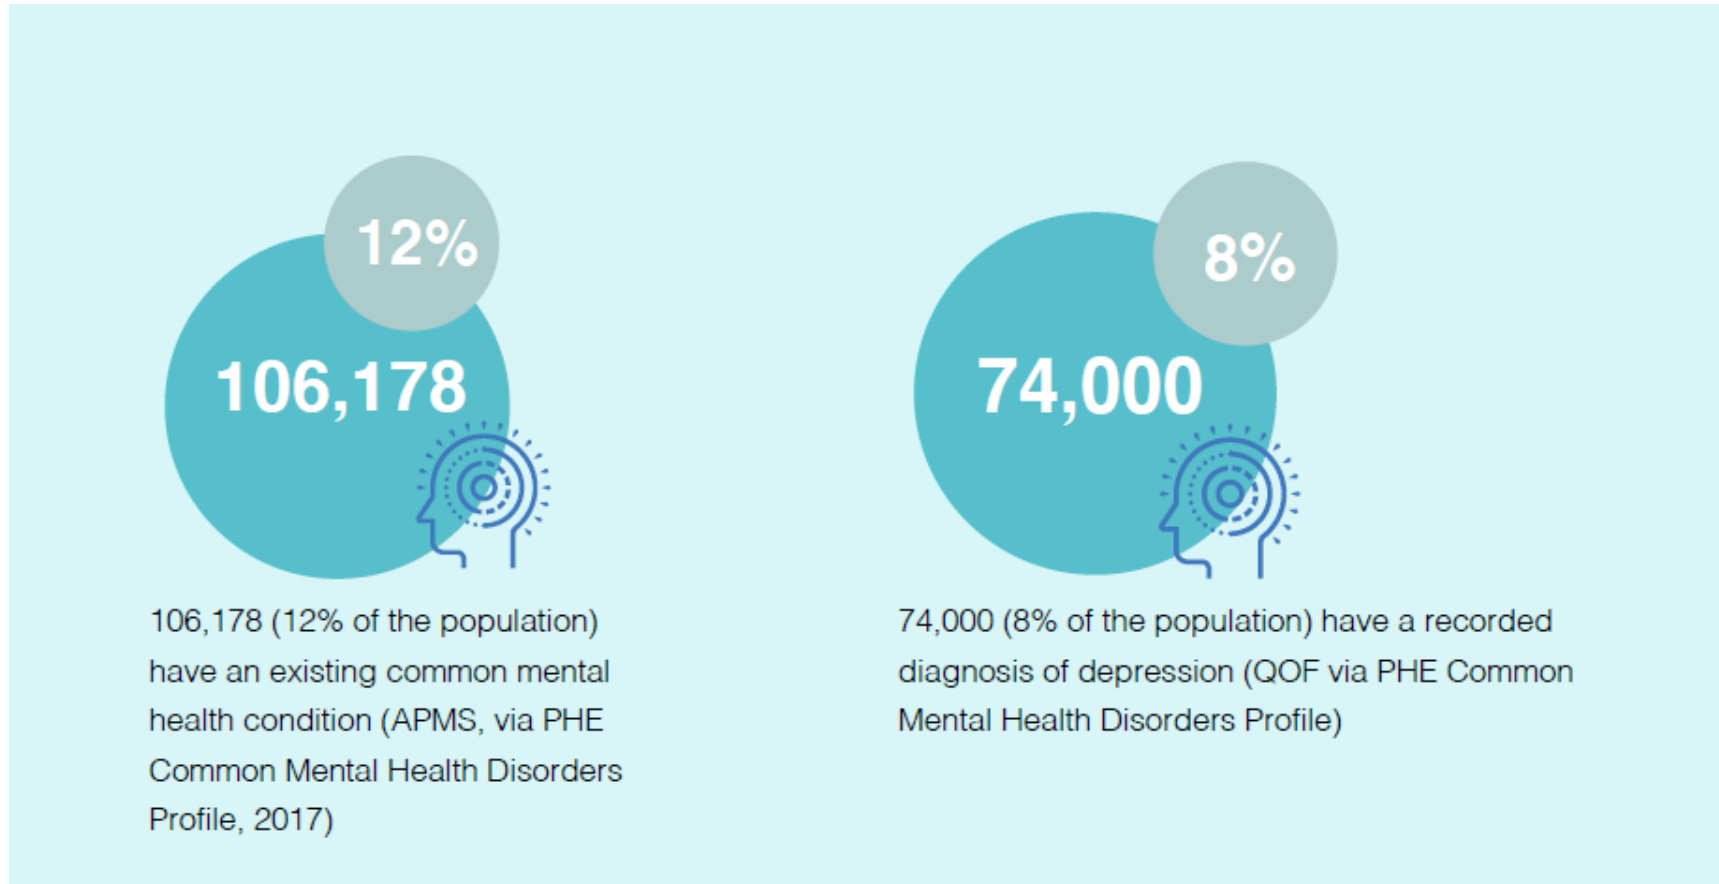 12%
106,178
106,178 (12% of the population)
have an existing common mental
health condition (APMS, via PHE
Common Mental Health Disorders
Profile, 2017)
8%
74,000
74,000 (8% of the population) have a recorded
diagnosis of depression (QOF via PHE Common
Mental Health Disorders Profile)